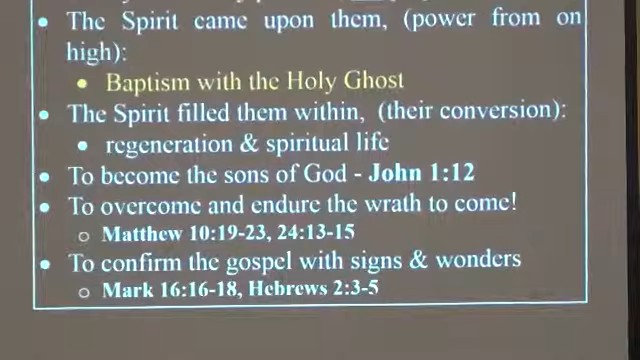 • The Spirit came upon them, (power from on
high):
• Baptism with the Holy Ghost
• The Spirit filled them within, (their conversion):
• regeneration & spiritual life
• To become the sons of God - John 1:12
• To overcome and endure the wrath to come!
○ Matthew 10:19-23, 24:13-15
• To confirm the gospel with signs & wonders
○ Mark 16:16-18, Hebrews 2:3-5